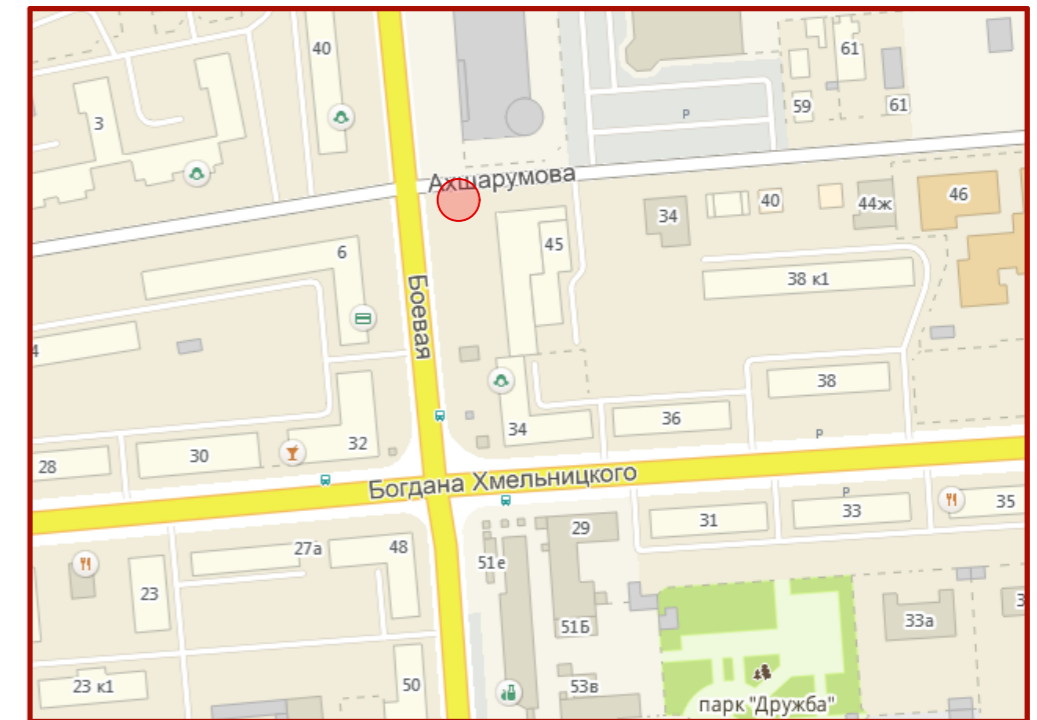 40
61
3
59
61
Р
Ахшарумова
46
34
40
44ж
45
6
38 к1
Боевая
4
38
36
34
Р
32
30
28
Богдана Хмельницкого
Р
35
33
31
29
48
27а
51е
23
33а
3
51Б
50
53в
23 к1
парк "Дружба"